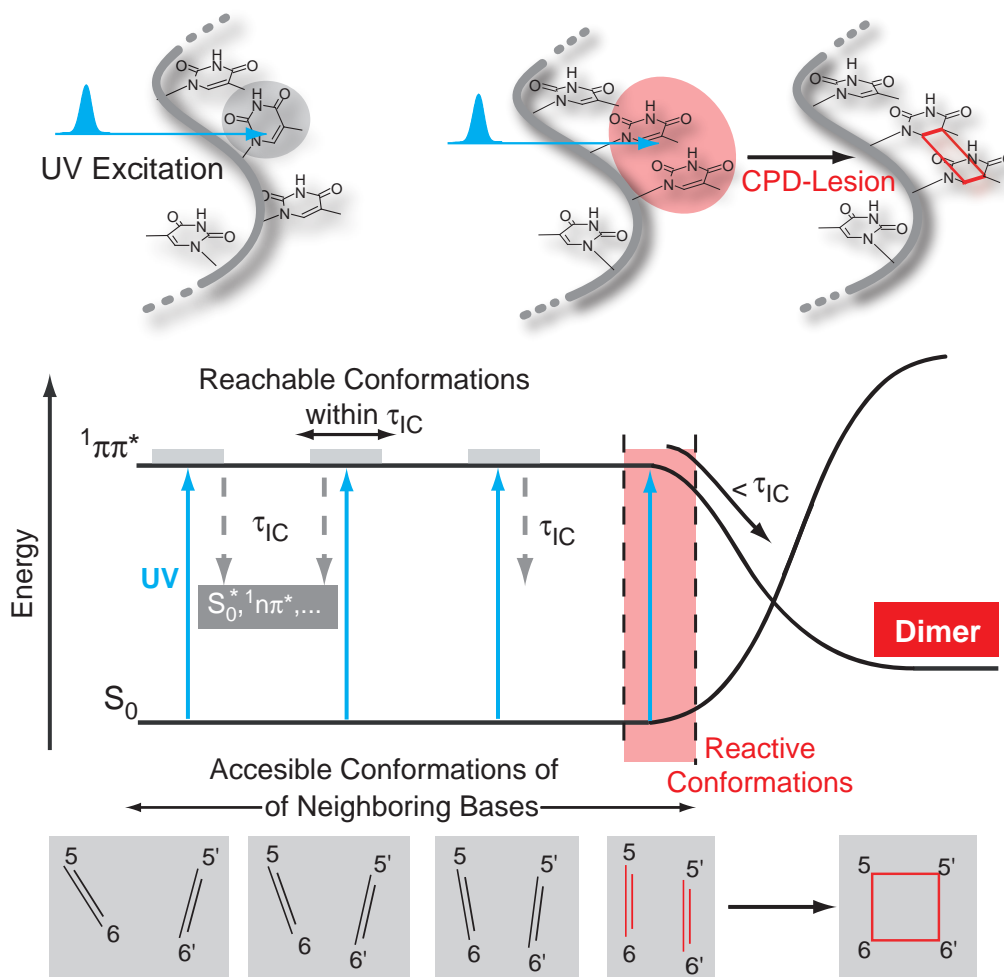 H
O N O
N
HN O
O
N
UV Excitation
H
O N O
N
H
O N O
N
H
O N O
N
H
O N O
N
H
O N O
N
H
O N O
N
CPD-Lesion
H
O N O
N
H
O N O
N
H
O N O
N
H
O N O
N
Energy
Reachable Conformations
within τIC
¹ππ*
< τIC
τIC
τIC
UV
S₀*,¹nπ*,...
Dimer
S₀
Reactive
Conformations
Accesible Conformations of
of Neighboring Bases
5 5'
6 6'
5 5'
6 6'
5 5'
6 6'
5 5'
6 6'
5 5'
6 6'